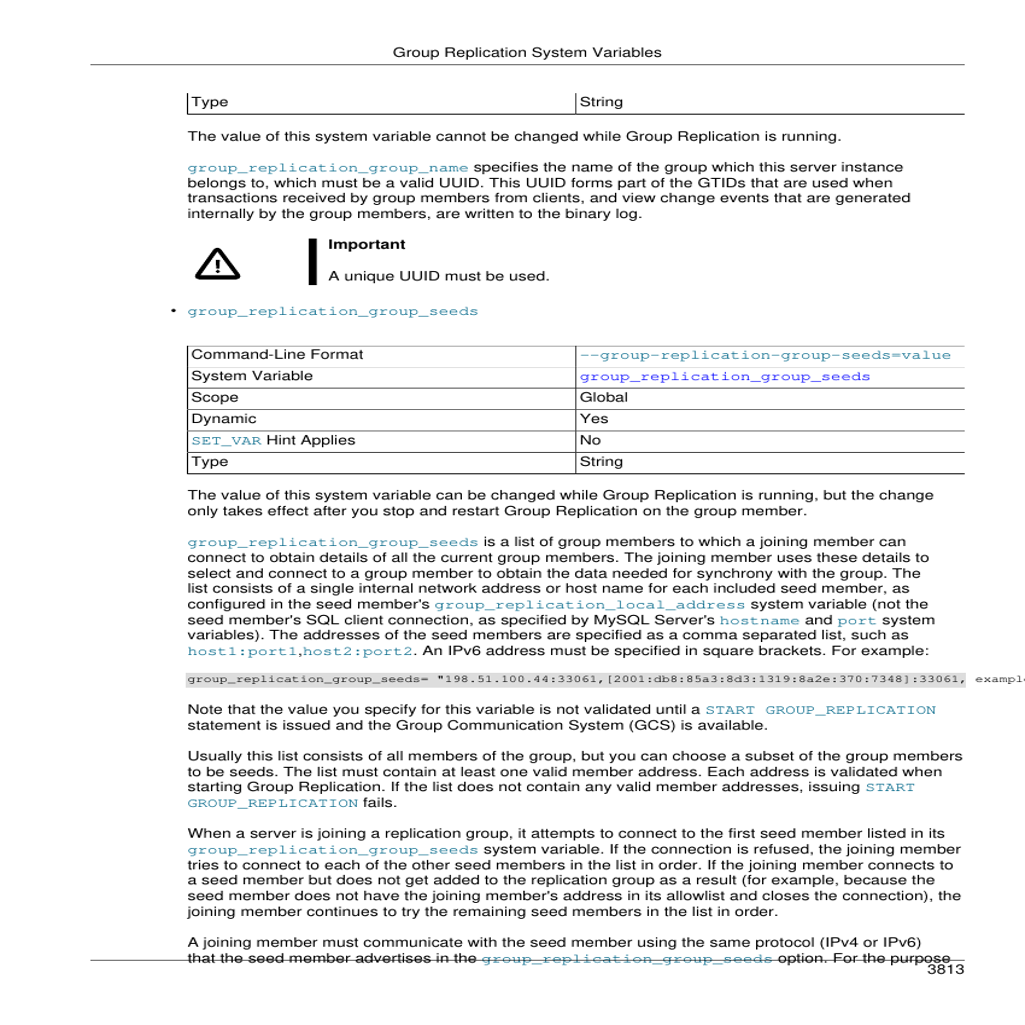 Group Replication System Variables
Type String
The value of this system variable cannot be changed while Group Replication is running.
group_replication_group_name specifies the name of the group which this server instance
belongs to, which must be a valid UUID. This UUID forms part of the GTIDs that are used when
transactions received by group members from clients, and view change events that are generated
internally by the group members, are written to the binary log.
Important
A unique UUID must be used.
• group_replication_group_seeds
Command-Line Format --group-replication-group-seeds=value
System Variable group_replication_group_seeds
Scope Global
Dynamic Yes
SET_VAR Hint Applies No
Type String
The value of this system variable can be changed while Group Replication is running, but the change
only takes effect after you stop and restart Group Replication on the group member.
group_replication_group_seeds is a list of group members to which a joining member can
connect to obtain details of all the current group members. The joining member uses these details to
select and connect to a group member to obtain the data needed for synchrony with the group. The
list consists of a single internal network address or host name for each included seed member, as
configured in the seed member's group_replication_local_address system variable (not the
seed member's SQL client connection, as specified by MySQL Server's hostname and port system
variables). The addresses of the seed members are specified as a comma separated list, such as
host1:port1,host2:port2. An IPv6 address must be specified in square brackets. For example:
group_replication_group_seeds= "198.51.100.44:33061,[2001:db8:85a3:8d3:1319:8a2e:370:7348]:33061, example
Note that the value you specify for this variable is not validated until a START GROUP_REPLICATION
statement is issued and the Group Communication System (GCS) is available.
Usually this list consists of all members of the group, but you can choose a subset of the group members
to be seeds. The list must contain at least one valid member address. Each address is validated when
starting Group Replication. If the list does not contain any valid member addresses, issuing START
GROUP_REPLICATION fails.
When a server is joining a replication group, it attempts to connect to the first seed member listed in its
group_replication_group_seeds system variable. If the connection is refused, the joining member
tries to connect to each of the other seed members in the list in order. If the joining member connects to
a seed member but does not get added to the replication group as a result (for example, because the
seed member does not have the joining member's address in its allowlist and closes the connection), the
joining member continues to try the remaining seed members in the list in order.
A joining member must communicate with the seed member using the same protocol (IPv4 or IPv6)
that the seed member advertises in the group_replication_group_seeds option. For the purpose
3813